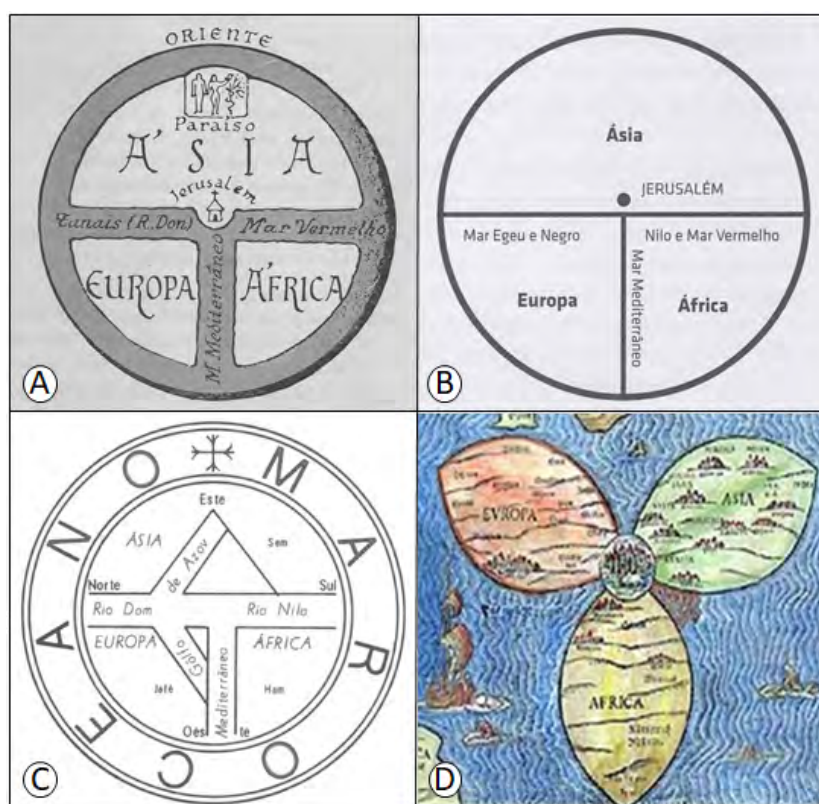 ORIENTE
Paraíso
ÁSIA
Jerusalem
Tanais (R. Don)
Mar Vermelho
M. Mediterrâneo
EUROPA
ÁFRICA
A
Ásia
JERUSALÉM
Mar Egeu e Negro
Nilo e Mar Vermelho
Mar Mediterrâneo
Europa
África
B
MAR OCEANO
Este
ÁSIA
de Azov
Sem
Norte
Sul
Rio Dom
Rio Nilo
EUROPA
Golfo
Mediterrâneo
ÁFRICA
Jafé
Ham
Oeste
C
EVROPA
ASIA
AFRICA
D